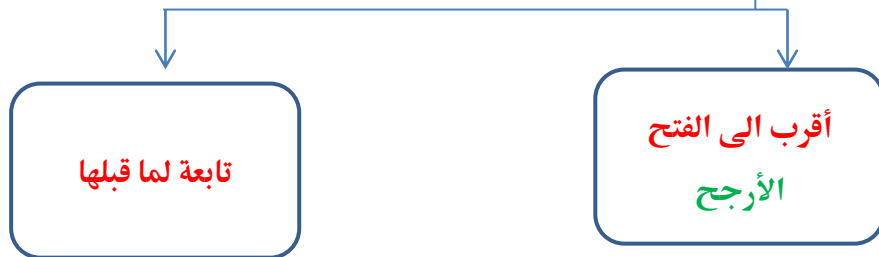 أقرب الى الفتح
الأرجح
تابعة لما قبلها